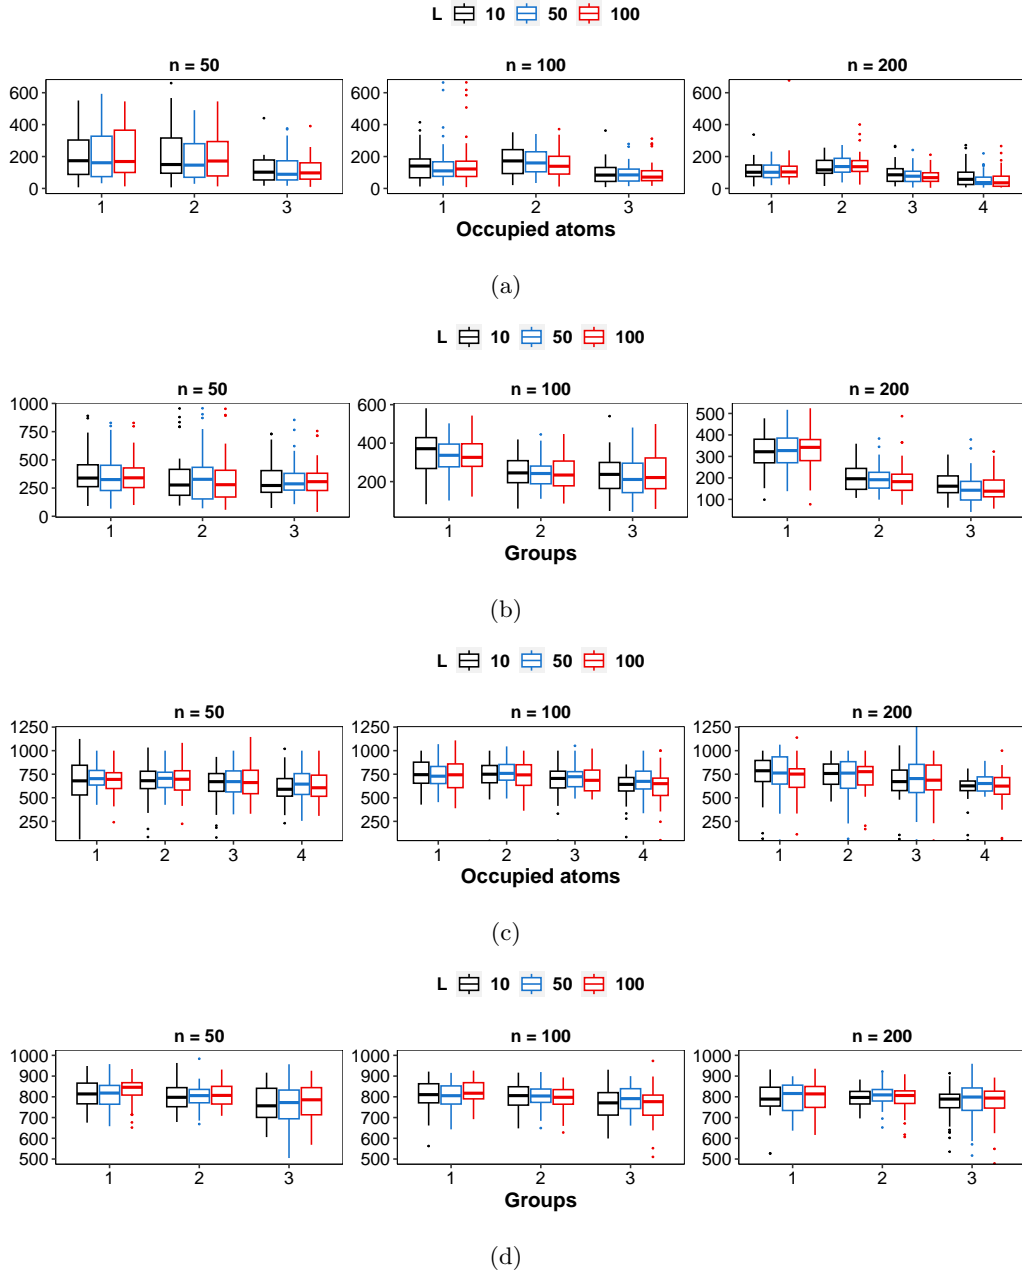 L 10 50 100
n = 50 n = 100 n = 200
600 600 600
400 400 400
200 200 200
0 0 0
1 2 3 1 2 3 1 2 3 4
Occupied atoms
(a)
L 10 50 100
n = 50 n = 100 n = 200
1000 600 500
750 400 400
500 300
250 200 200
0 100
1 2 3 1 2 3 1 2 3
Groups
(b)
L 10 50 100
n = 50 n = 100 n = 200
1250 1250 1250
1000 1000 1000
750 750 750
500 500 500
250 250 250
1 2 3 4 1 2 3 4 1 2 3 4
Occupied atoms
(c)
L 10 50 100
n = 50 n = 100 n = 200
1000 1000 1000
900 900 900
800 800 800
700 700 700
600 600 600
500 500 500
1 2 3 1 2 3 1 2 3
Groups
(d)